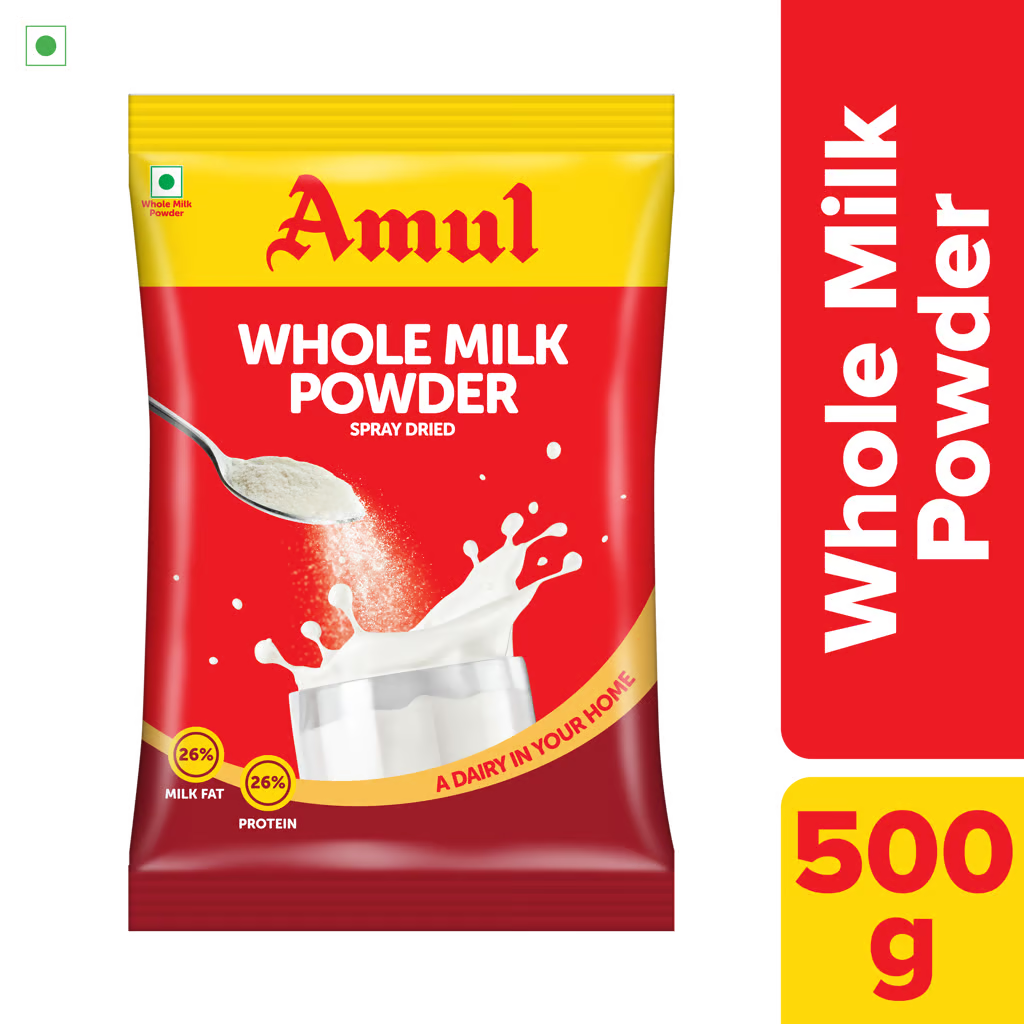 Whole Milk
Powder
Amul
WHOLE MILK
POWDER
SPRAY DRIED
A DAIRY IN YOUR HOME
26%
MILK FAT
26%
PROTEIN
Whole Milk
Powder
500
g